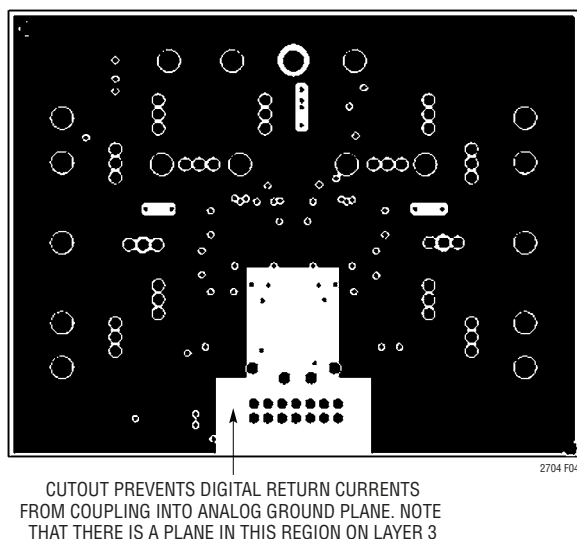 2704 F04
CUTOUT PREVENTS DIGITAL RETURN CURRENTS
FROM COUPLING INTO ANALOG GROUND PLANE. NOTE
THAT THERE IS A PLANE IN THIS REGION ON LAYER 3